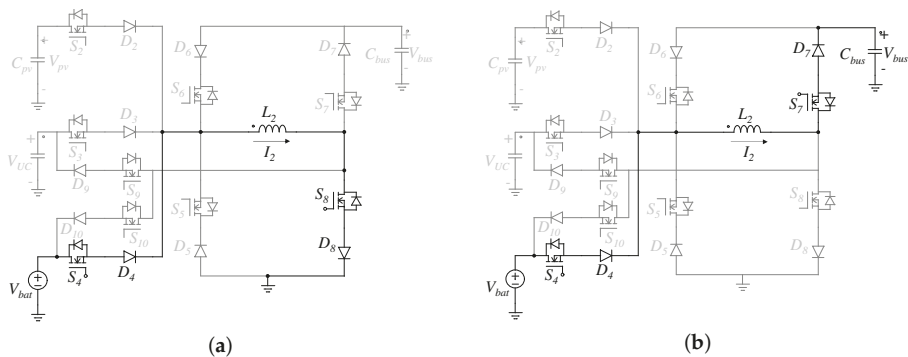 S2 D2
D6
D7
+
Cpv
+
Vpv
-
Cbus
+
Vbus
-
S6
S7
D3
S3
L2
I2
+
VUC
-
D9
S9
S8
S5
D10
S10
D5
D8
S4
D4
Vbat
(a)
S2 D2
D6
D7
Cpv
+
Vpv
-
Cbus
+
Vbus
-
S6
S7
D3
S3
L2
I2
+
VUC
-
D9
S9
S8
S5
D10
S10
D5
D8
S4
D4
Vbat
(b)